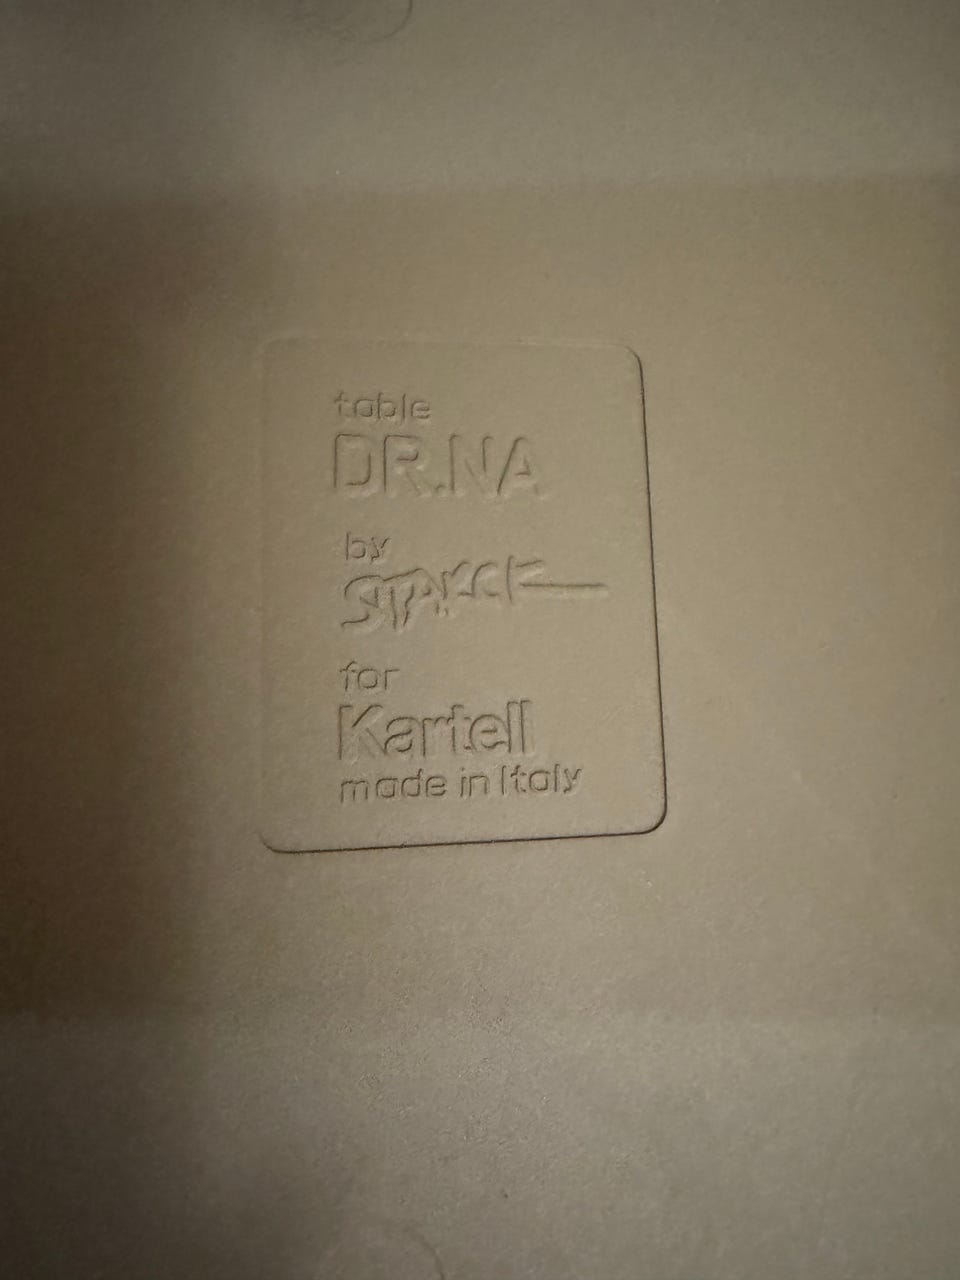 table
DR.NA
by
STARCK
for
Kartell
made in Italy